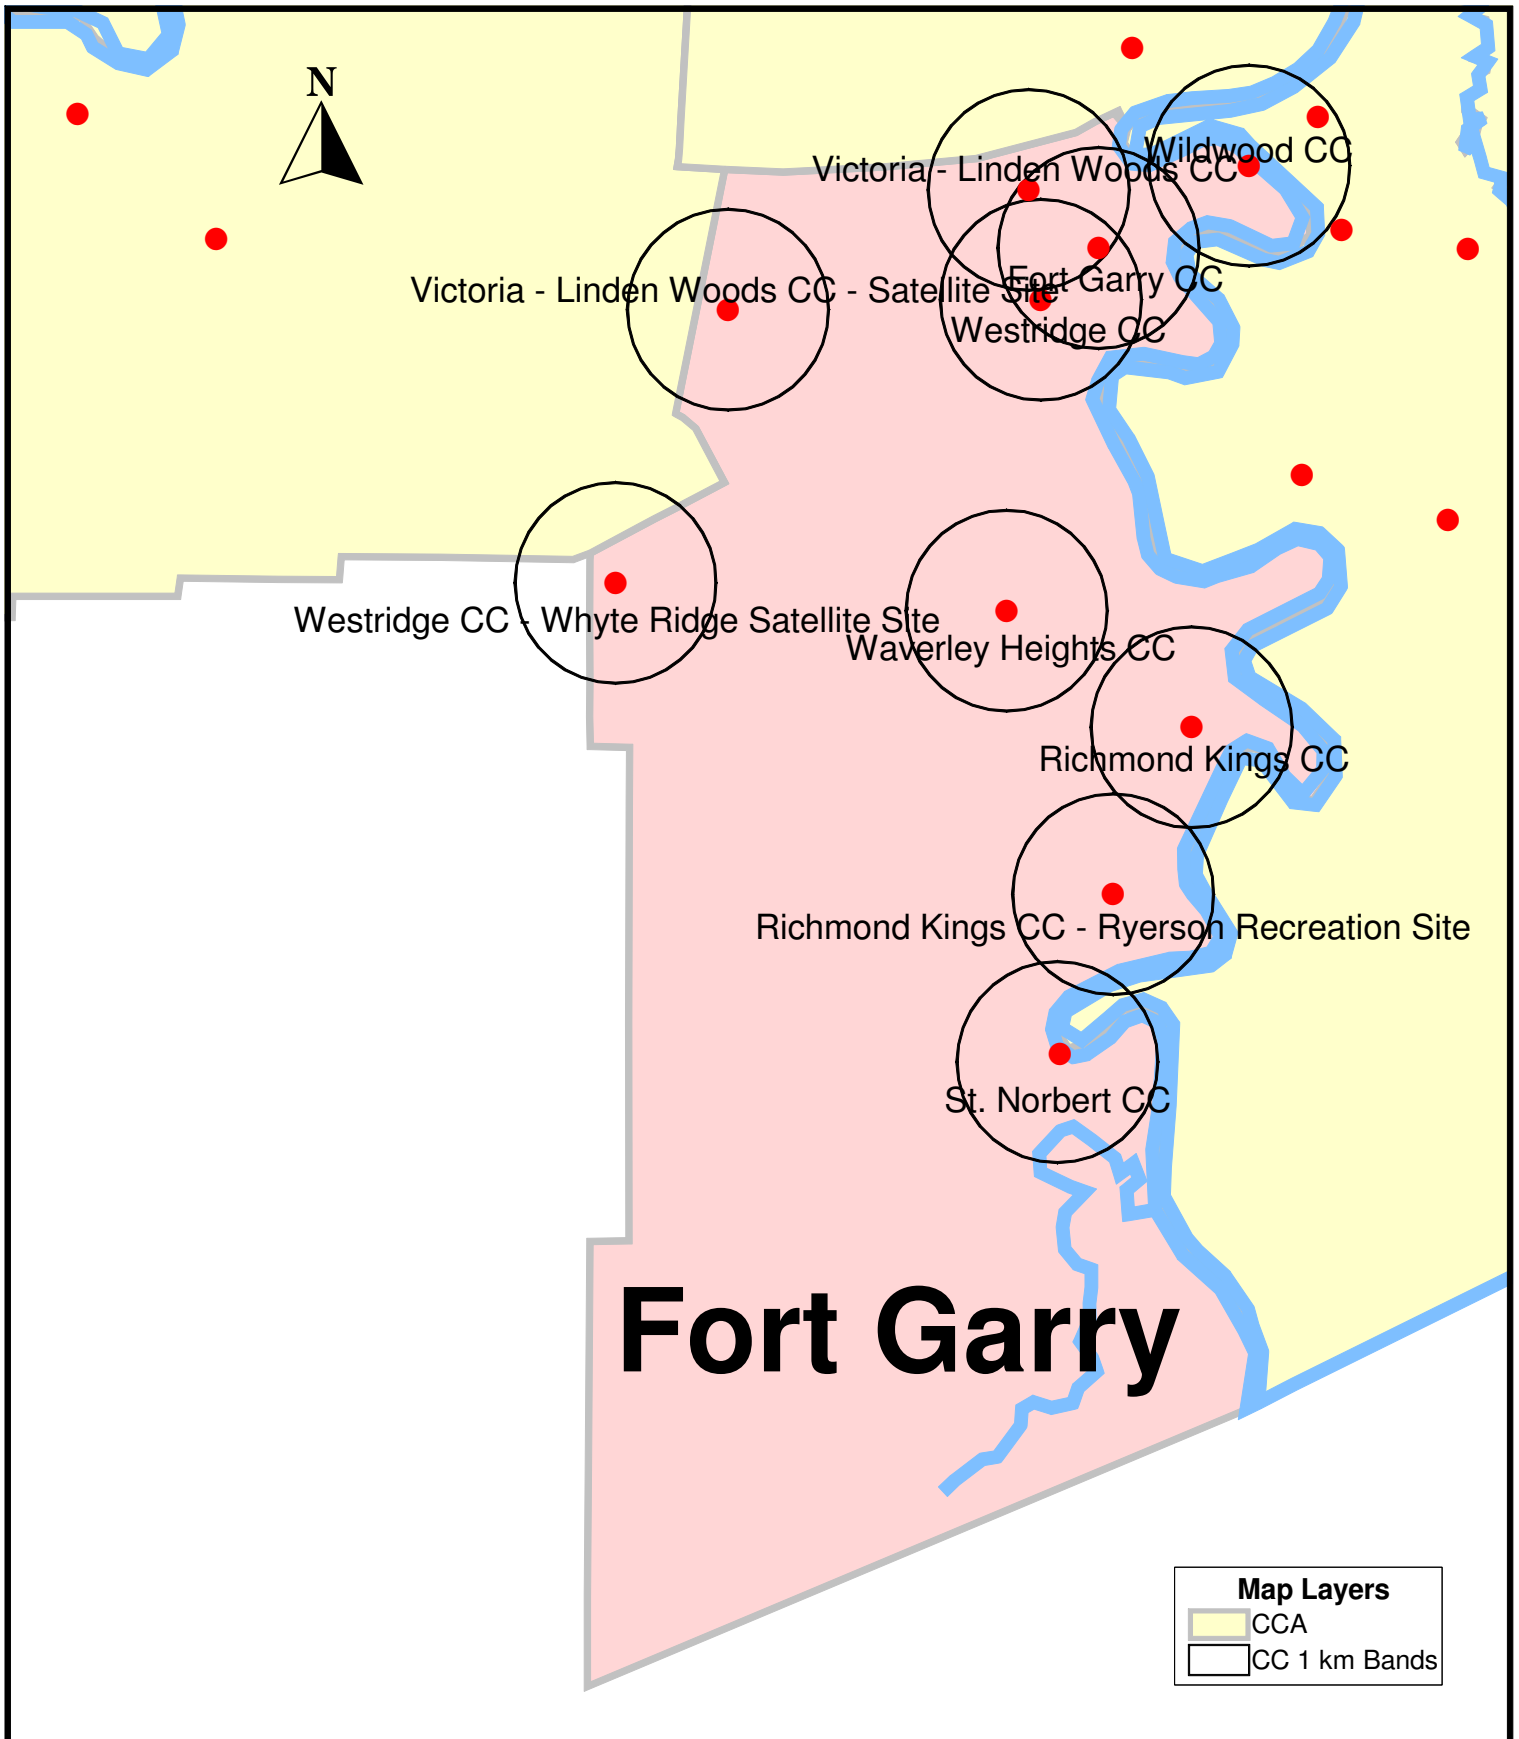 N
Wildwood CC
Victoria - Linden Woods CC
Fort Garry CC
Victoria - Linden Woods CC - Satellite Site
Westridge CC
Westridge CC - Whyte Ridge Satellite Site
Waverley Heights CC
Richmond Kings CC
Richmond Kings CC - Ryerson Recreation Site
St. Norbert CC
Fort Garry
Map Layers
CCA
CC 1 km Bands